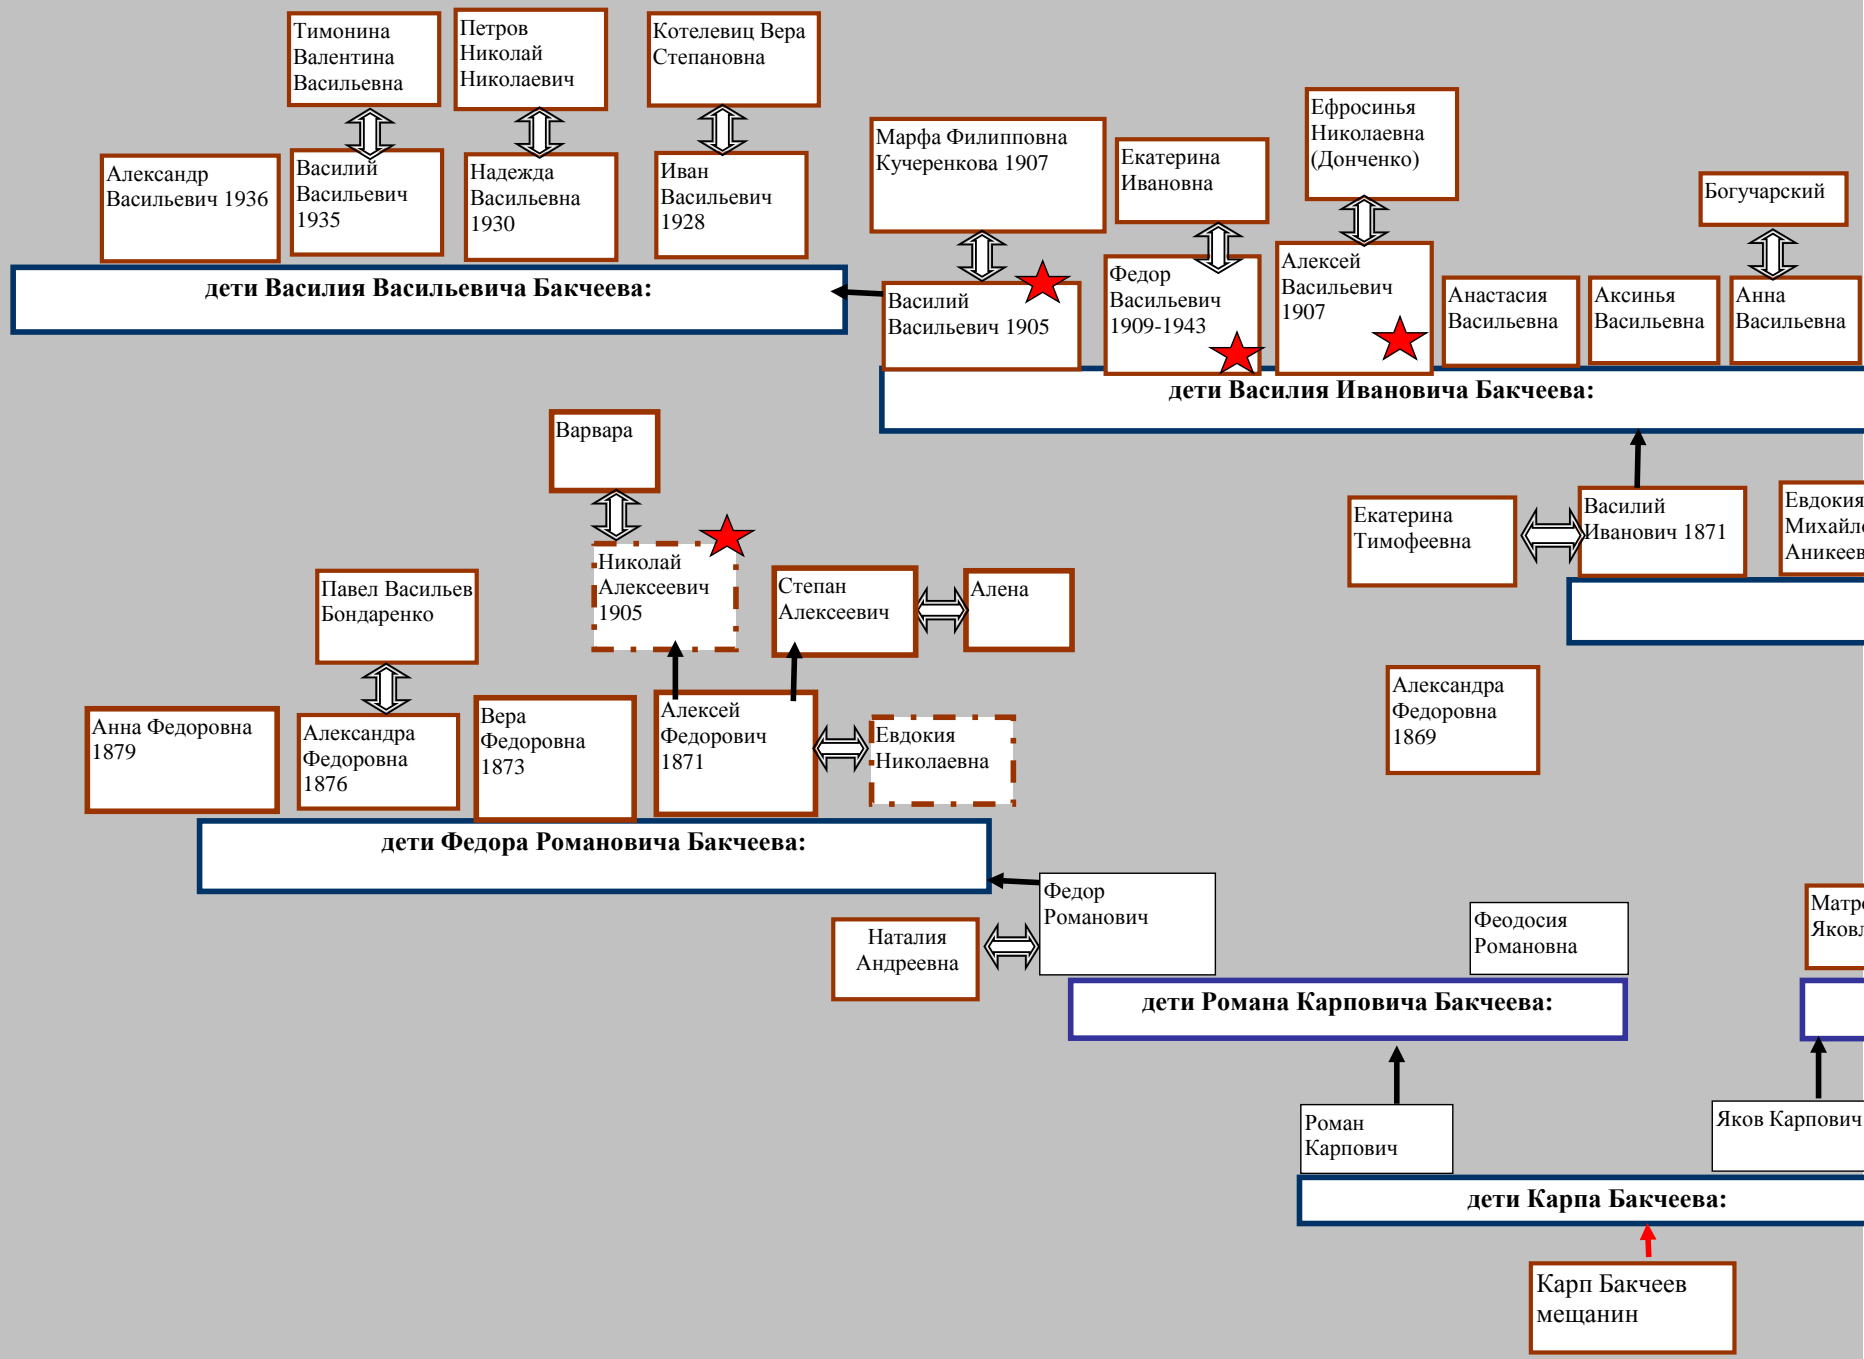 Тимонина
Валентина
Васильевна
Петров
Николай
Николаевич
Котелевиц Вера
Степановна
Марфа Филипповна
Кучеренкова 1907
Екатерина
Ивановна
Ефросинья
Николаевна
(Донченко)
Богучарский
Александр
Васильевич 1936
Василий
Васильевич
1935
Надежда
Васильевна
1930
Иван
Васильевич
1928
дети Василия Васильевича Бакчеева:
Василий
Васильевич 1905
Федор
Васильевич
1909-1943
Алексей
Васильевич
1907
Анастасия
Васильевна
Аксинья
Васильевна
Анна
Васильевна
дети Василия Ивановича Бакчеева:
Варвара
Екатерина
Тимофеевна
Василий
Иванович 1871
Евдокия
Михайло
Аникеев
Николай
Алексеевич
1905
Степан
Алексеевич
Алена
Павел Васильев
Бондаренко
Александра
Федоровна
1869
Анна Федоровна
1879
Александра
Федоровна
1876
Вера
Федоровна
1873
Алексей
Федорович
1871
Евдокия
Николаевна
дети Федора Романовича Бакчеева:
Федор
Романович
Наталия
Андреевна
Феодосия
Романовна
Матро
Яковл
дети Романа Карповича Бакчеева:
Роман
Карпович
Яков Карпович
дети Карпа Бакчеева:
Карп Бакчеев
мещанин